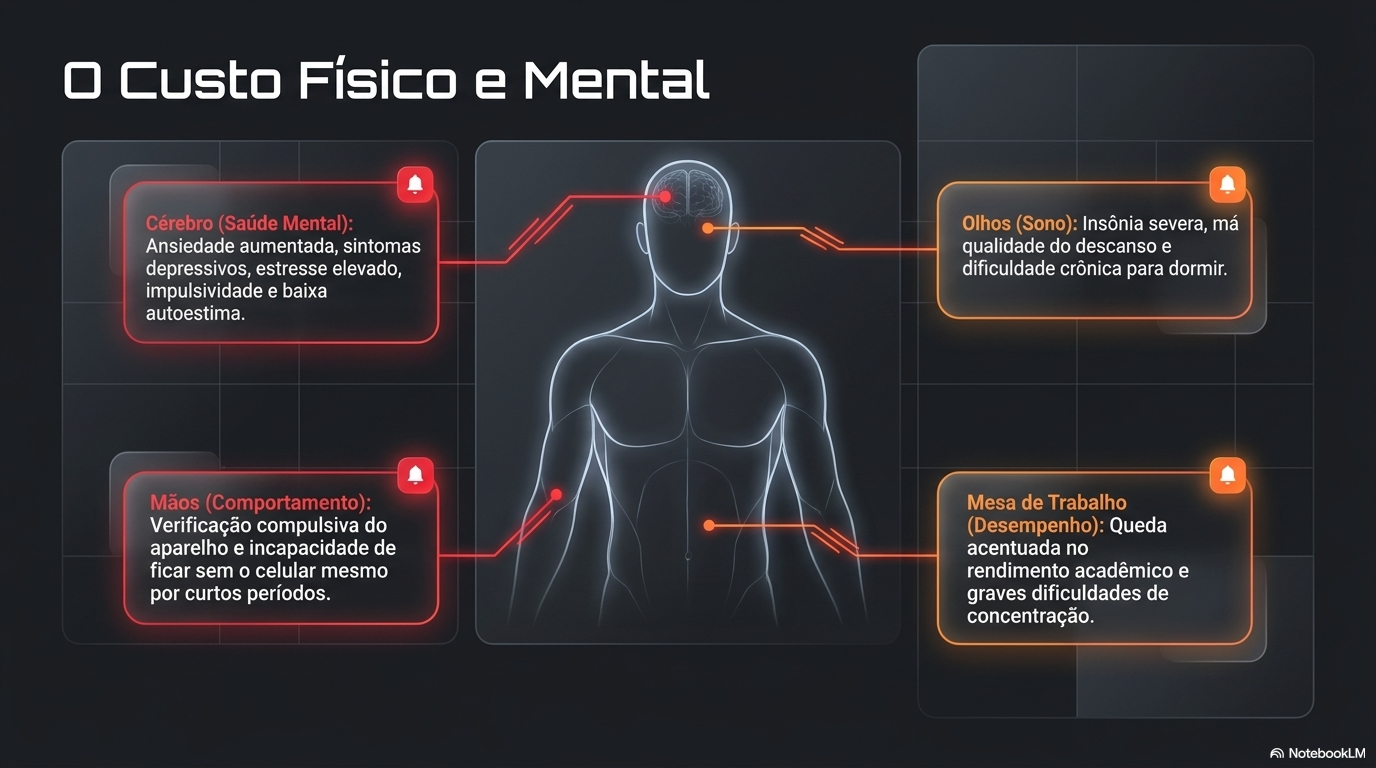 O Custo Físico e Mental
Cérebro (Saúde Mental):
Ansiedade aumentada, sintomas
depressivos, estresse elevado,
impulsividade e baixa
autoestima.
Olhos (Sono): Insônia severa, má
qualidade do descanso e
dificuldade crônica para dormir.
Mãos (Comportamento):
Verificação compulsiva do
aparelho e incapacidade de
ficar sem o celular mesmo
por curtos períodos.
Mesa de Trabalho
(Desempenho): Queda
acentuada no
rendimento acadêmico e
graves dificuldades de
concentração.
NotebookLM